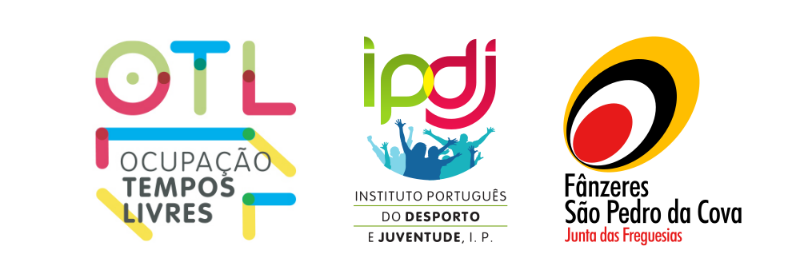 OTL
OCUPAÇÃO
TEMPOS
LIVRES
ipdj
INSTITUTO PORTUGUÊS
DO DESPORTO
E JUVENTUDE, I. P.
Fânzeres
São Pedro da Cova
Junta das Freguesias